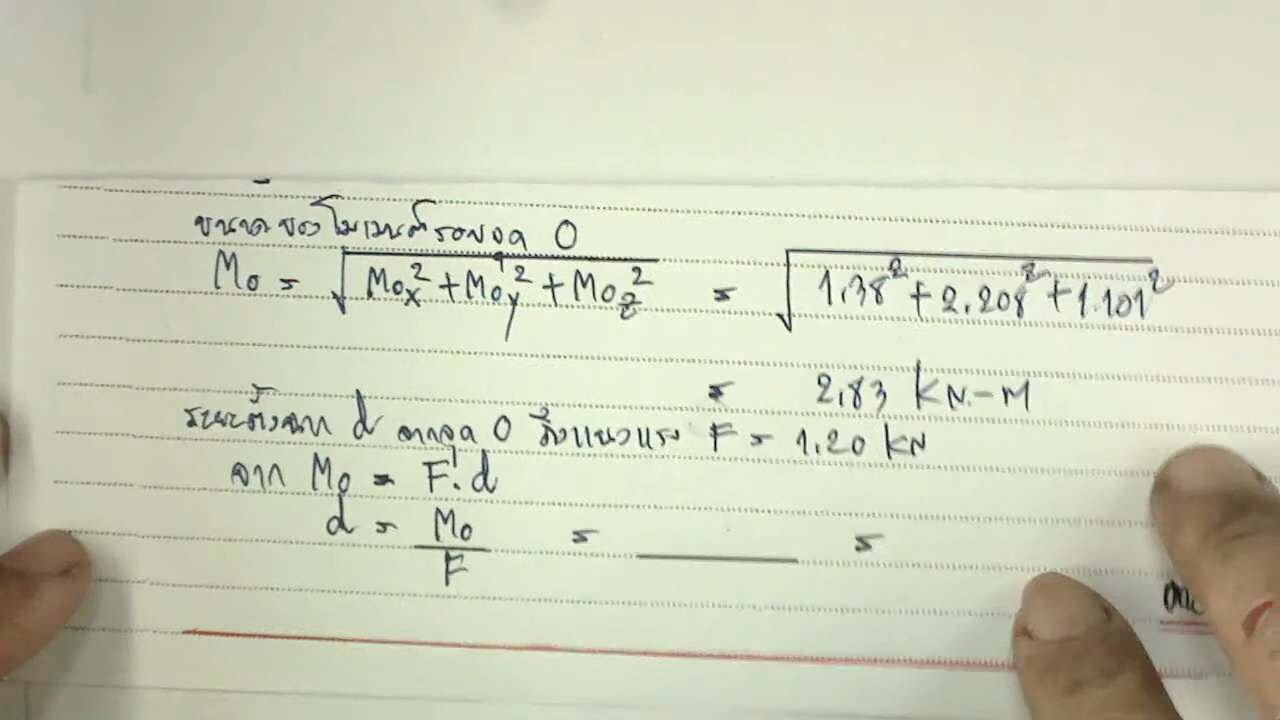 ขนาดของโมเมนต์รอบจุด O
Mo = √(Mox² + Moy² + Moz²) = √(1.38² + 2.208² + 1.101²)
= 2.83 kN-M
ระยะตั้งฉาก d จากจุด O ถึงแนวแรง F = 1.20 kN
จาก Mo = F.d
d = Mo/F = ____ =